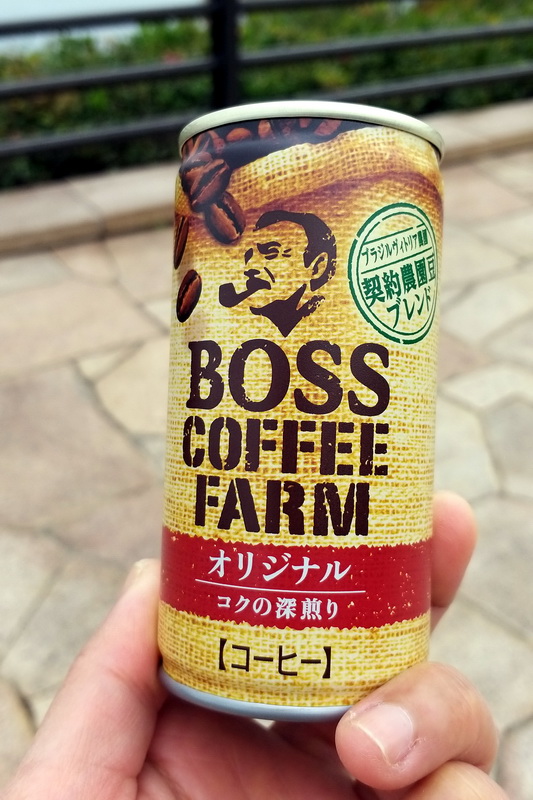 ブラジルヴィトリア農園
契約農園豆
ブレンド
BOSS
COFFEE
FARM
オリジナル
コクの深煎り
【コーヒー】